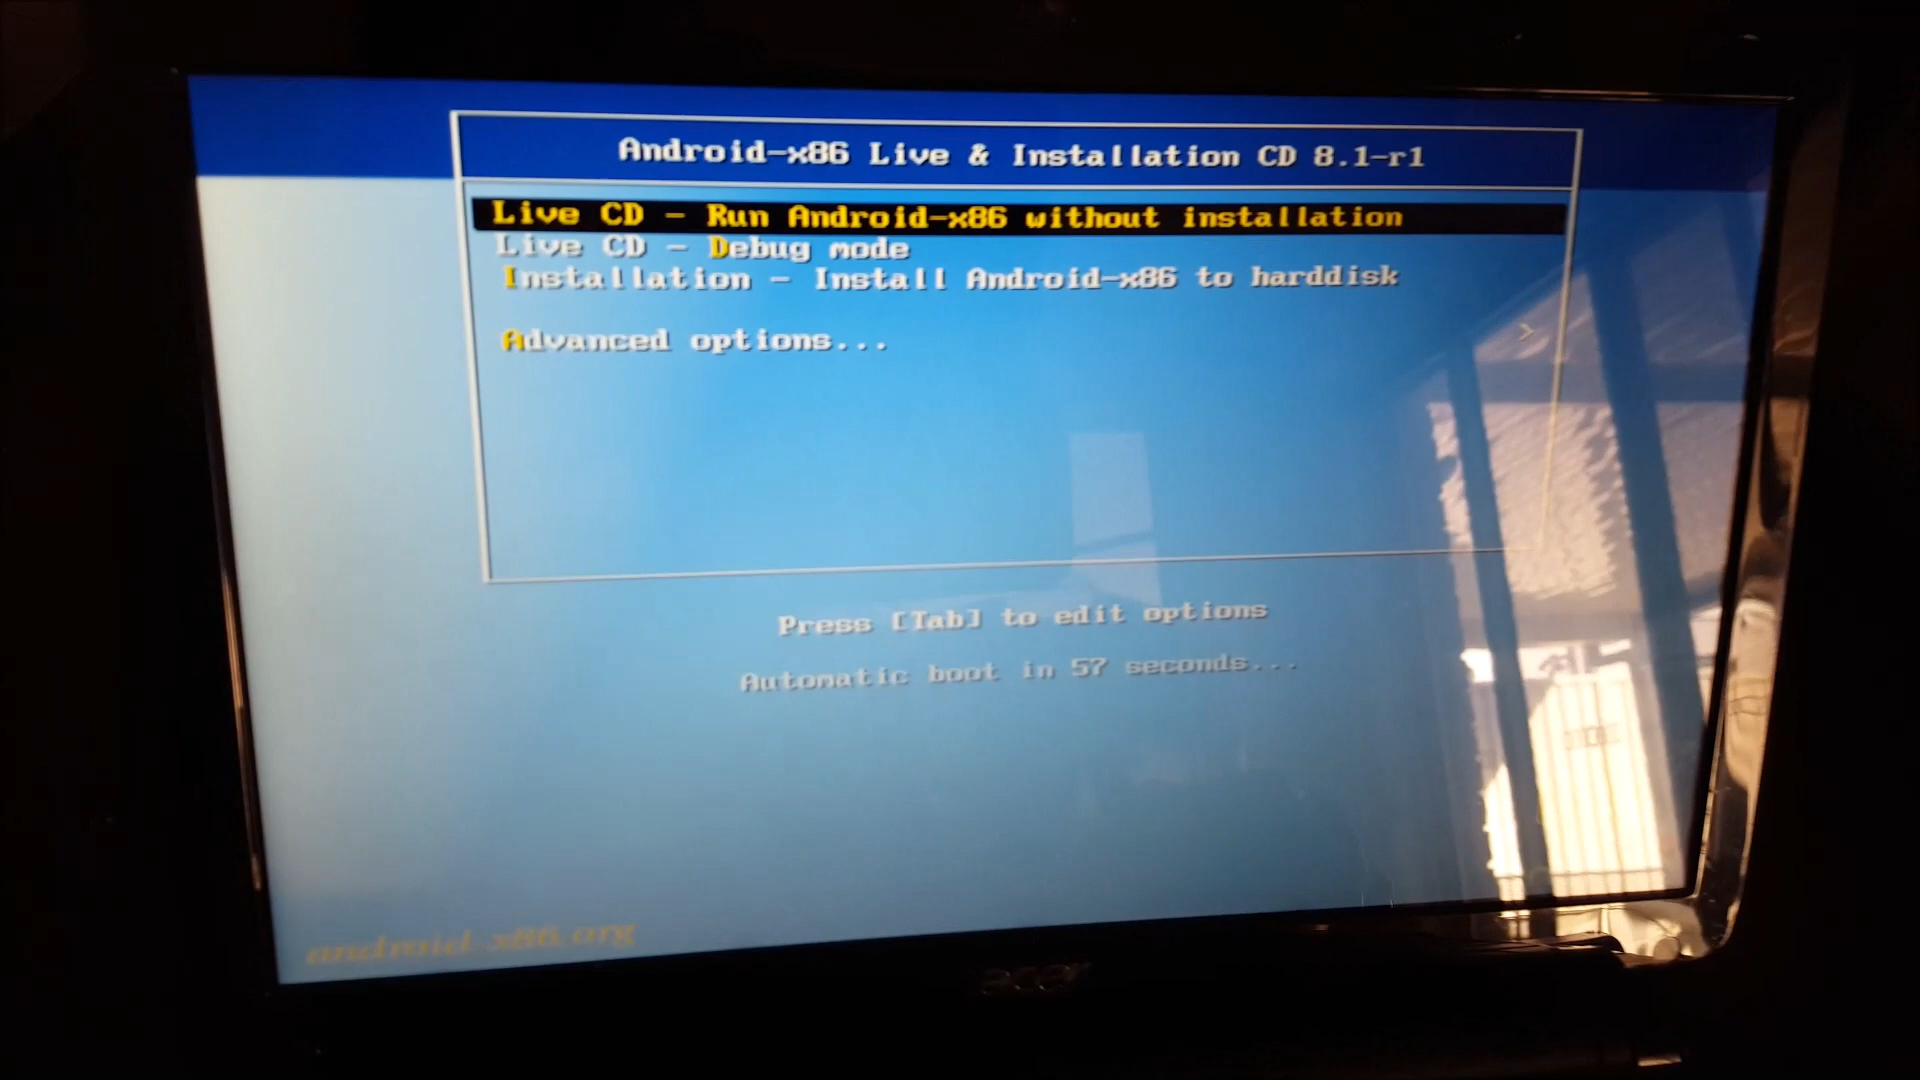 Android-x86 Live & Installation CD 8.1-r1
Live CD - Run Android-x86 without installation
Live CD - Debug mode
Installation - Install Android-x86 to harddisk
Advanced options...
>
Press [Tab] to edit options
Automatic boot in 57 seconds...
android-x86.org
acer